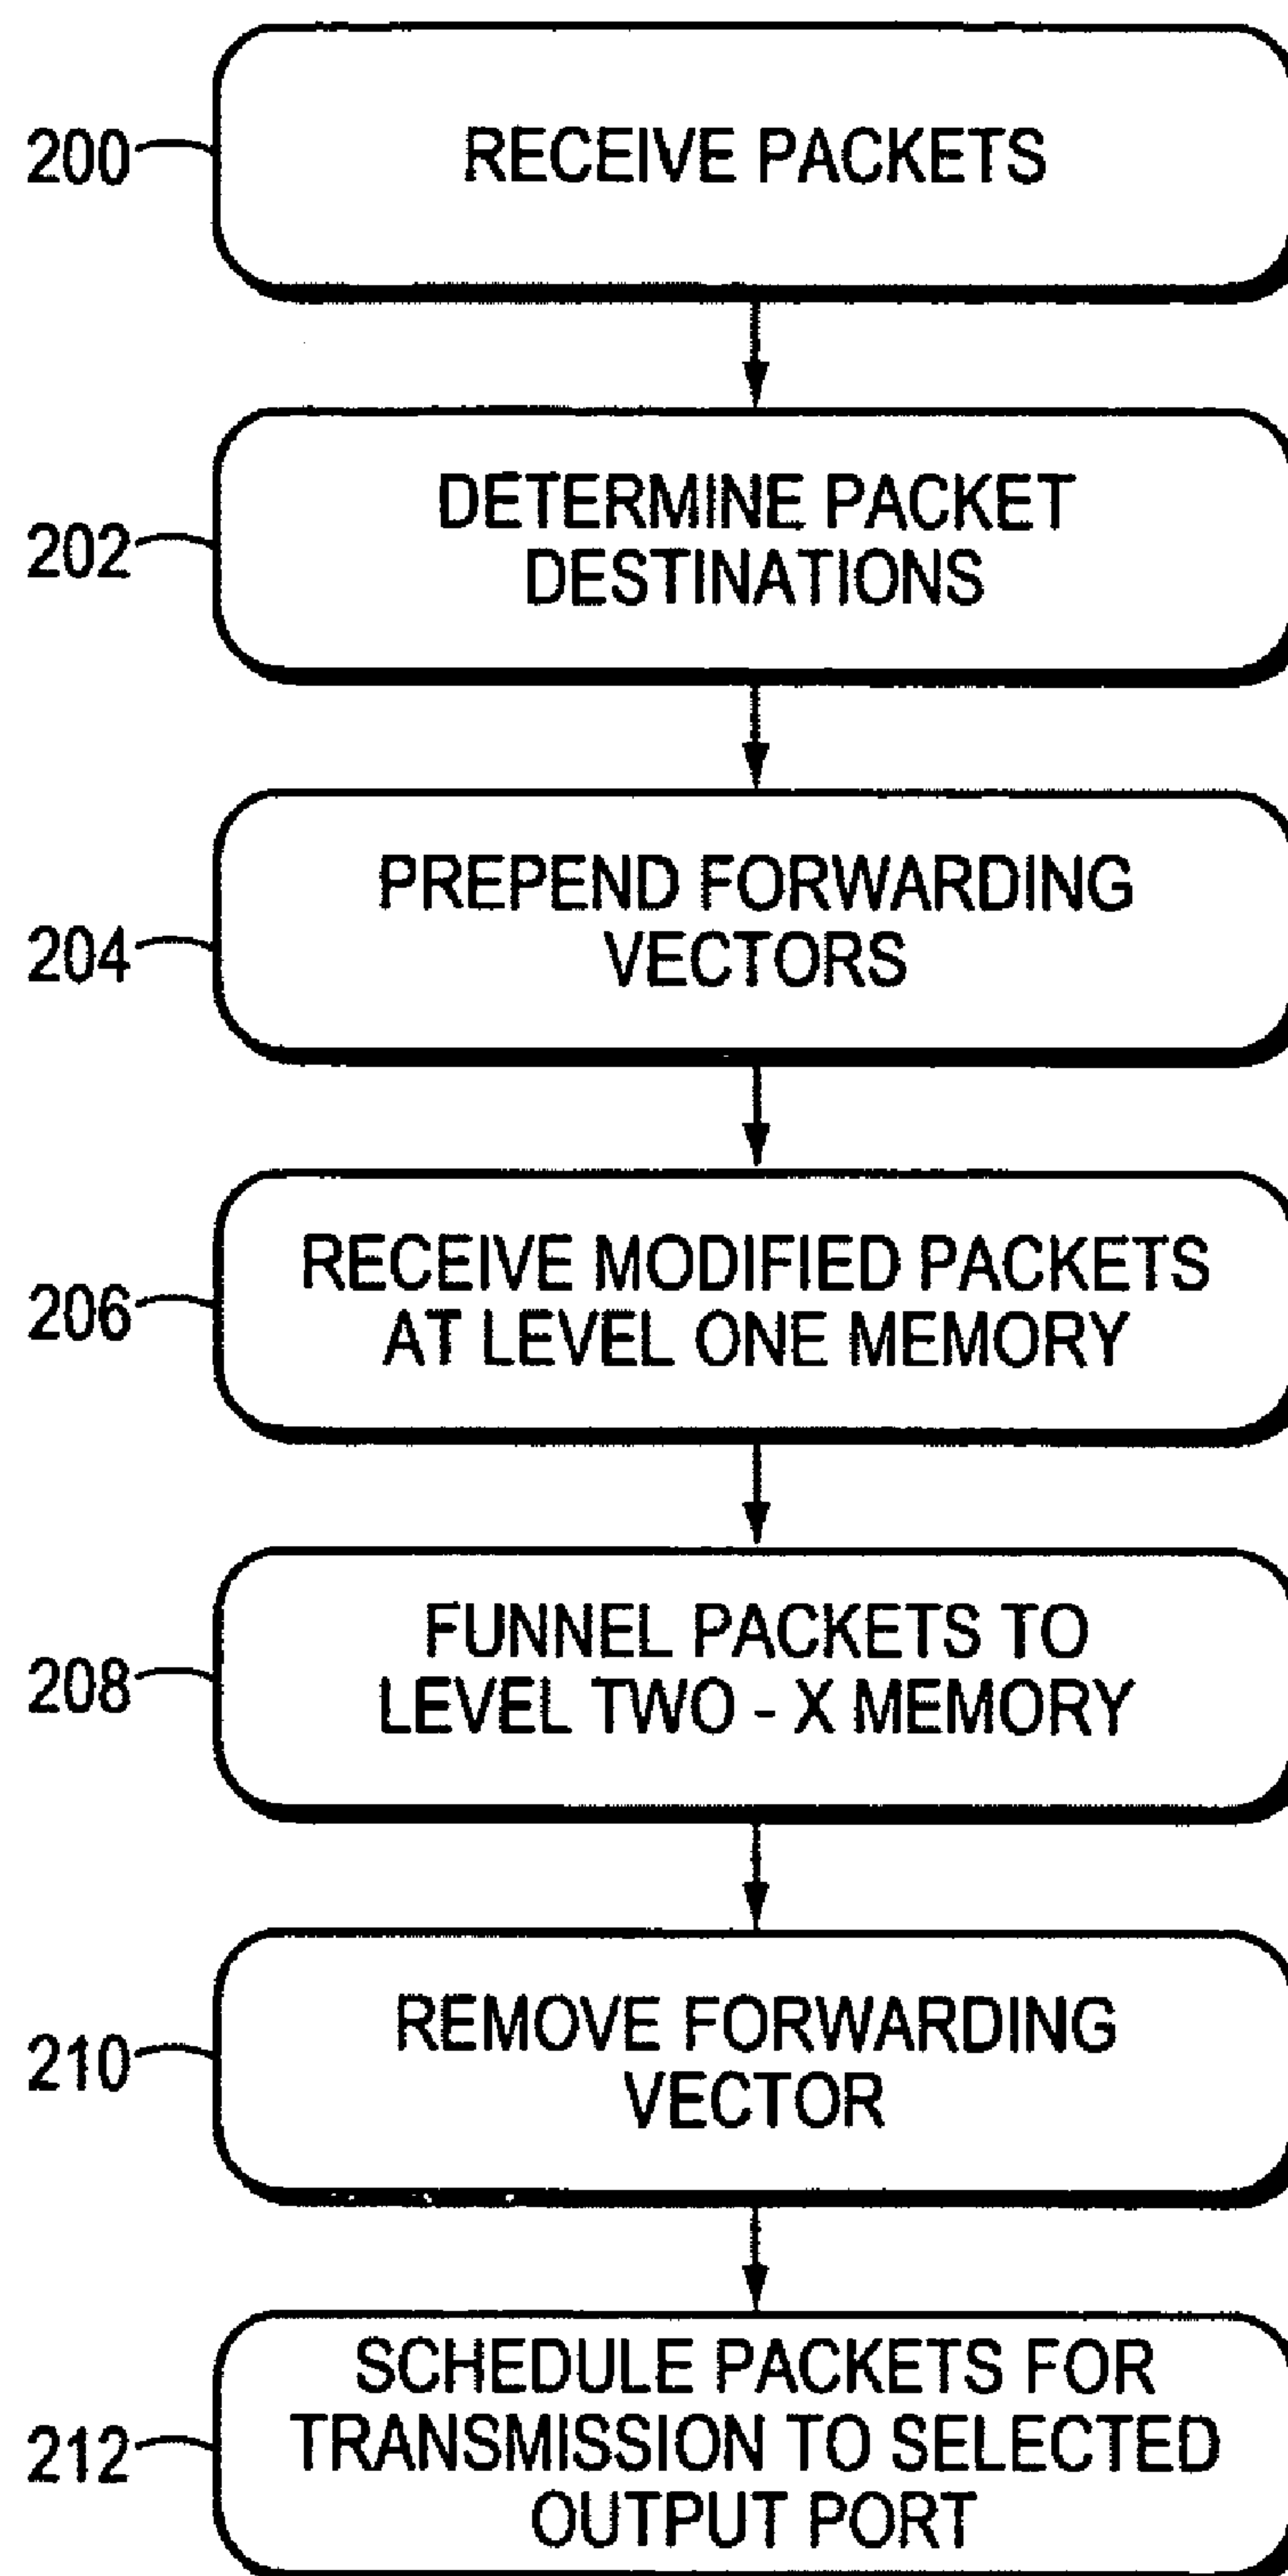 200
RECEIVE PACKETS
202
DETERMINE PACKET
DESTINATIONS
204
PREPEND FORWARDING
VECTORS
206
RECEIVE MODIFIED PACKETS
AT LEVEL ONE MEMORY
208
FUNNEL PACKETS TO
LEVEL TWO - X MEMORY
210
REMOVE FORWARDING
VECTOR
212
SCHEDULE PACKETS FOR
TRANSMISSION TO SELECTED
OUTPUT PORT